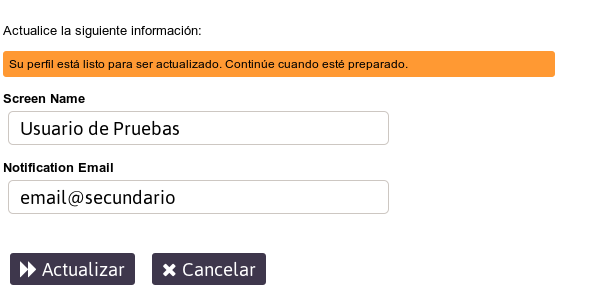 Actualice la siguiente información:
Su perfil está listo para ser actualizado. Continúe cuando esté preparado.
Screen Name
Usuario de Pruebas
Notification Email
email@secundario
Actualizar Cancelar